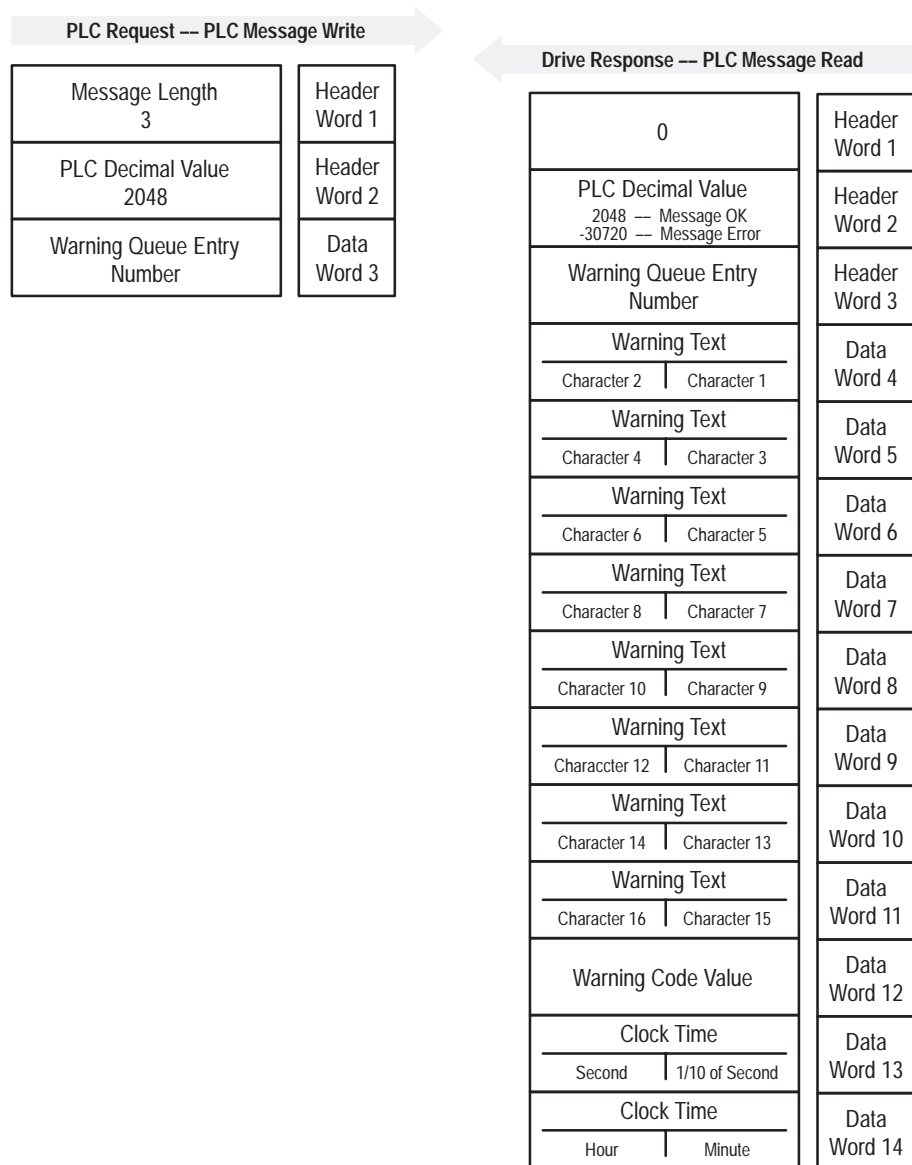 PLC Request –– PLC Message Write
Message Length
3
Header
Word 1
PLC Decimal Value
2048
Header
Word 2
Warning Queue Entry
Number
Data
Word 3
Drive Response –– PLC Message Read
0
Header
Word 1
PLC Decimal Value
2048 –– Message OK
-30720 –– Message Error
Header
Word 2
Warning Queue Entry
Number
Header
Word 3
Warning Text
Character 2 Character 1
Data
Word 4
Warning Text
Character 4 Character 3
Data
Word 5
Warning Text
Character 6 Character 5
Data
Word 6
Warning Text
Character 8 Character 7
Data
Word 7
Warning Text
Character 10 Character 9
Data
Word 8
Warning Text
Characcter 12 Character 11
Data
Word 9
Warning Text
Character 14 Character 13
Data
Word 10
Warning Text
Character 16 Character 15
Data
Word 11
Warning Code Value
Data
Word 12
Clock Time
Second 1/10 of Second
Data
Word 13
Clock Time
Hour Minute
Data
Word 14